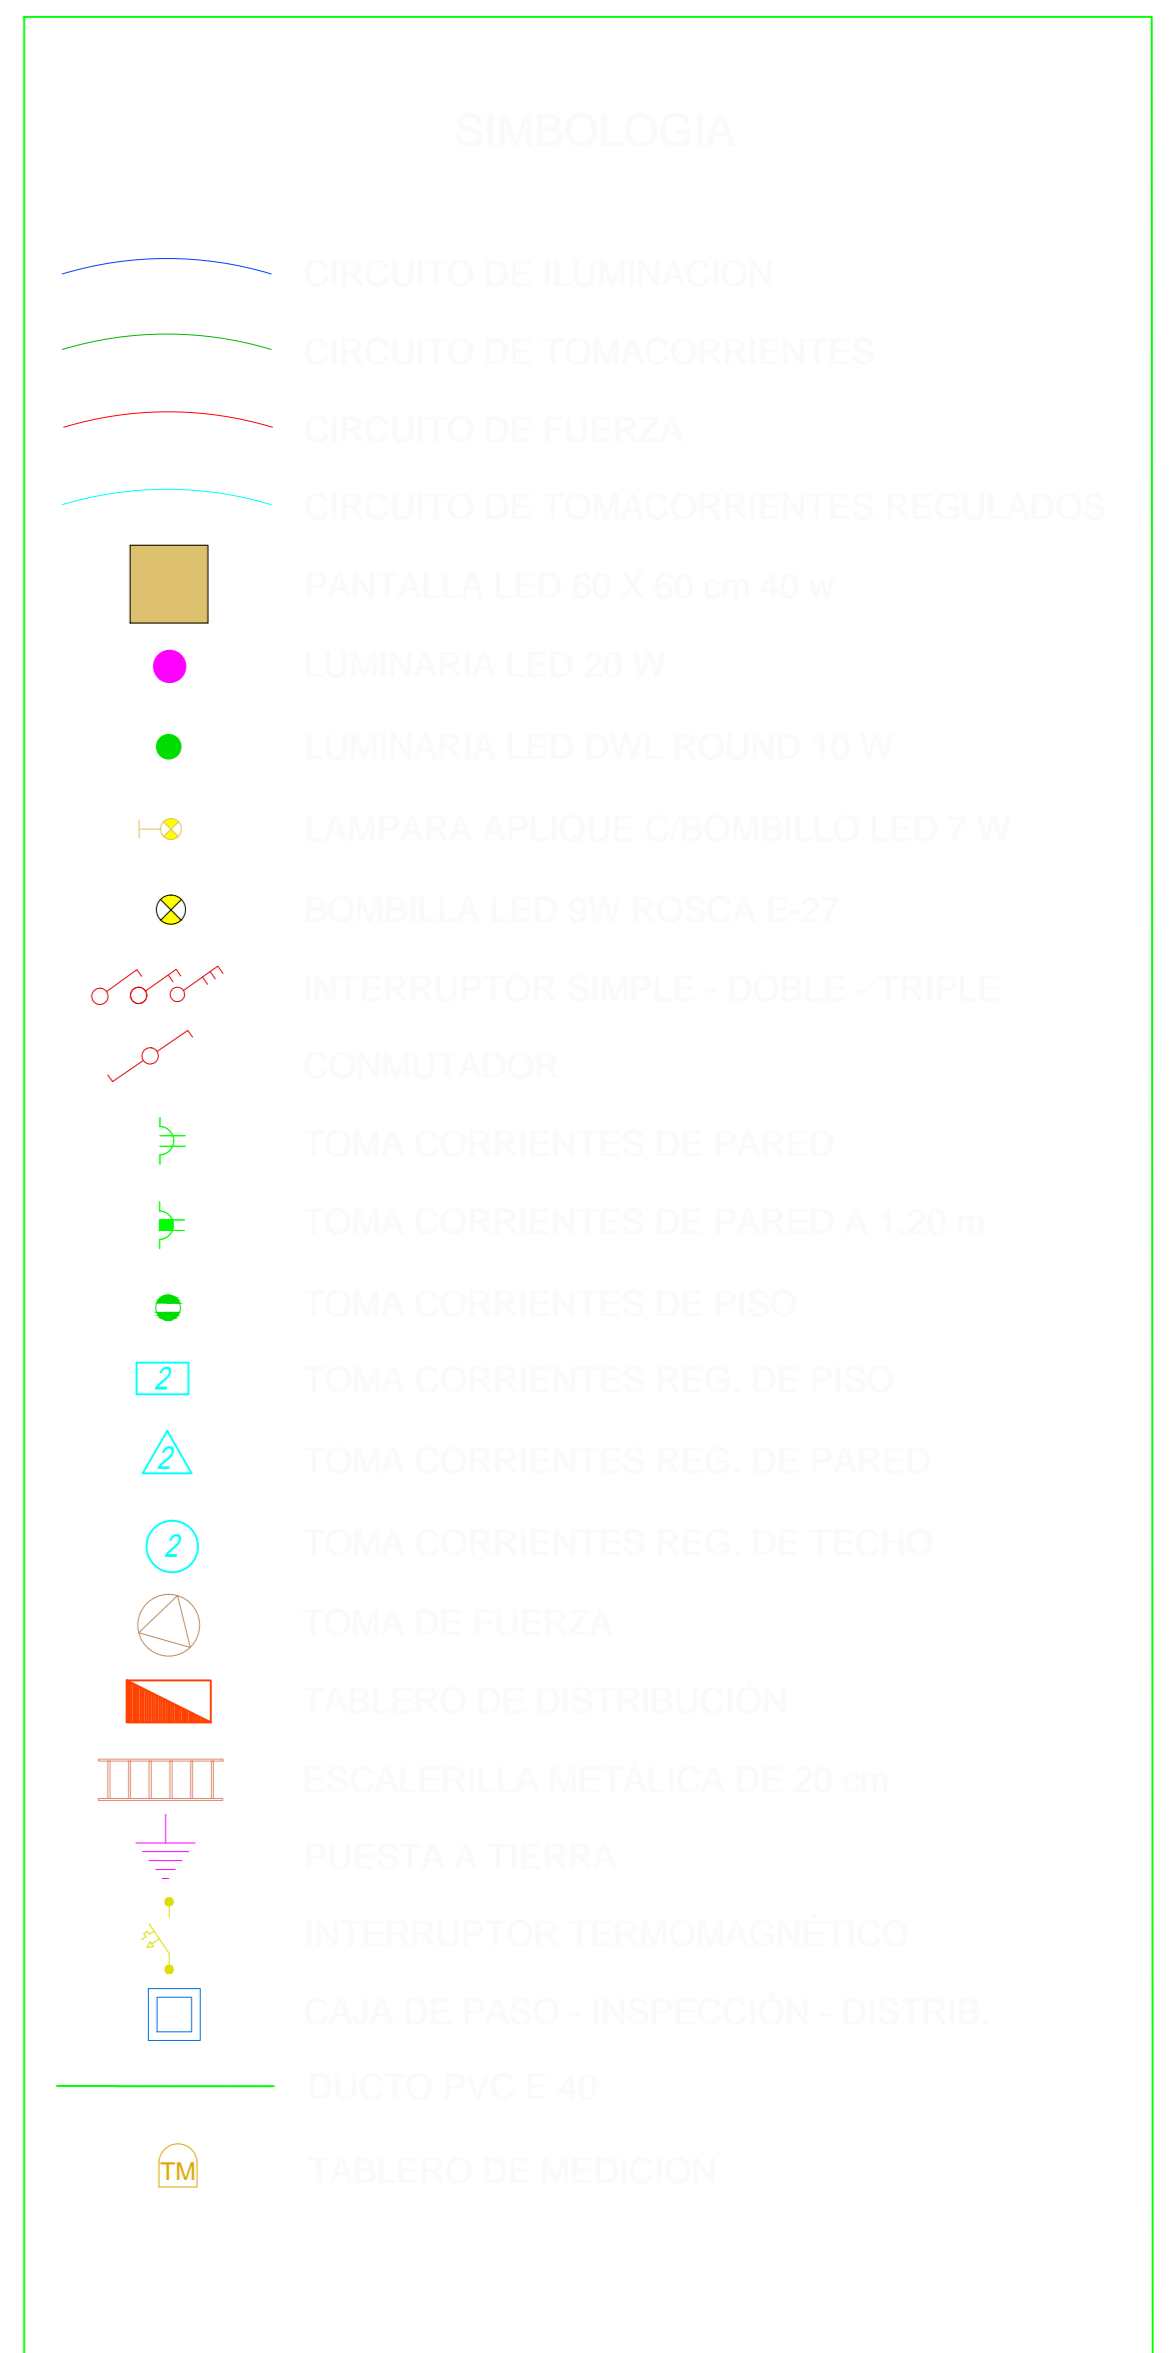 SIMBOLOGIA
CIRCUITO DE ILUMINACION
CIRCUITO DE TOMACORRIENTES
CIRCUITO DE FUERZA
CIRCUITO DE TOMACORRIENTES REGULADOS
PANTALLA LED 60 X 60 cm 40 w
LUMINARIA LED 20 W
LUMINARIA LED DWL ROUND 10 W
LAMPARA APLIQUE C/BOMBILLO LED 7 W
BOMBILLA LED 9W ROSCA E-27
INTERRUPTOR SIMPLE - DOBLE - TRIPLE
CONMUTADOR
TOMA CORRIENTES DE PARED
TOMA CORRIENTES DE PARED A 1.20 m
TOMA CORRIENTES DE PISO
2 TOMA CORRIENTES REG. DE PISO
2 TOMA CORRIENTES REG. DE PARED
2 TOMA CORRIENTES REG. DE TECHO
TOMA DE FUERZA
TABLERO DE DISTRIBUCIÓN
ESCALERILLA METÁLICA DE 20 cm
PUESTA A TIERRA
INTERRUPTOR TERMOMAGNÉTICO
CAJA DE PASO - INSPECCIÓN - DISTRIB.
DUCTO PVC E 40
TM TABLERO DE MEDICION